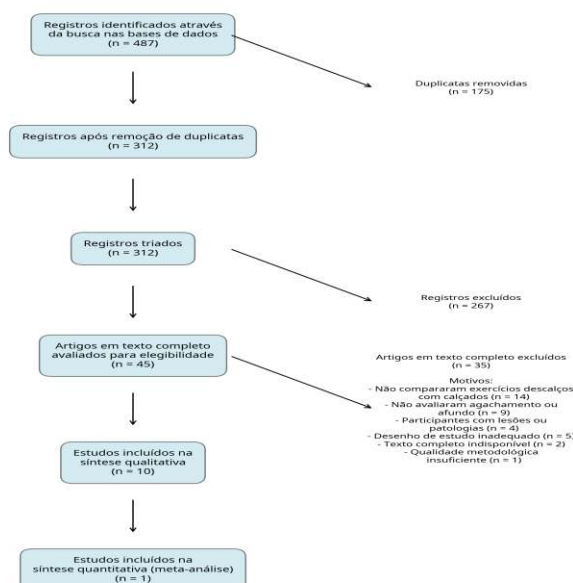 Registros identificados através
da busca nas bases de dados
(n = 487)
Duplicatas removidas
(n = 175)
Registros após remoção de duplicatas
(n = 312)
Registros triados
(n = 312)
Registros excluídos
(n = 267)
Artigos em texto completo
avaliados para elegibilidade
(n = 45)
Artigos em texto completo excluídos
(n = 35)
Motivos:
- Não compararam exercícios descalços
com calçados (n = 14)
- Não avaliaram agachamento ou
afundo (n = 9)
- Participantes com lesões ou
patologias (n = 4)
- Desenho de estudo inadequado (n = 5)
- Texto completo indisponível (n = 2)
- Qualidade metodológica
insuficiente (n = 1)
Estudos incluídos na
síntese qualitativa
(n = 10)
Estudos incluídos na
síntese quantitativa (meta-análise)
(n = 1)